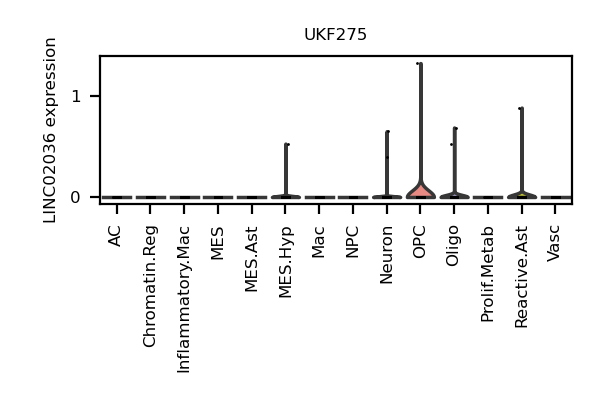 UKF275
LINC02036 expression
1
0
AC
Chromatin.Reg
Inflammatory.Mac
MES
MES.Ast
MES.Hyp
Mac
NPC
Neuron
OPC
Oligo
Prolif.Metab
Reactive.Ast
Vasc